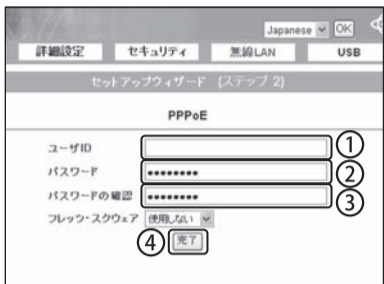 Japanese OK
詳細設定 セキュリティ 無線LAN USB
セットアップウィザード (ステップ 2)
PPPoE
ユーザID ①
パスワード ******** ②
パスワードの確認 ******** ③
フレッツ・スクウェア 使用しない
④ 完了